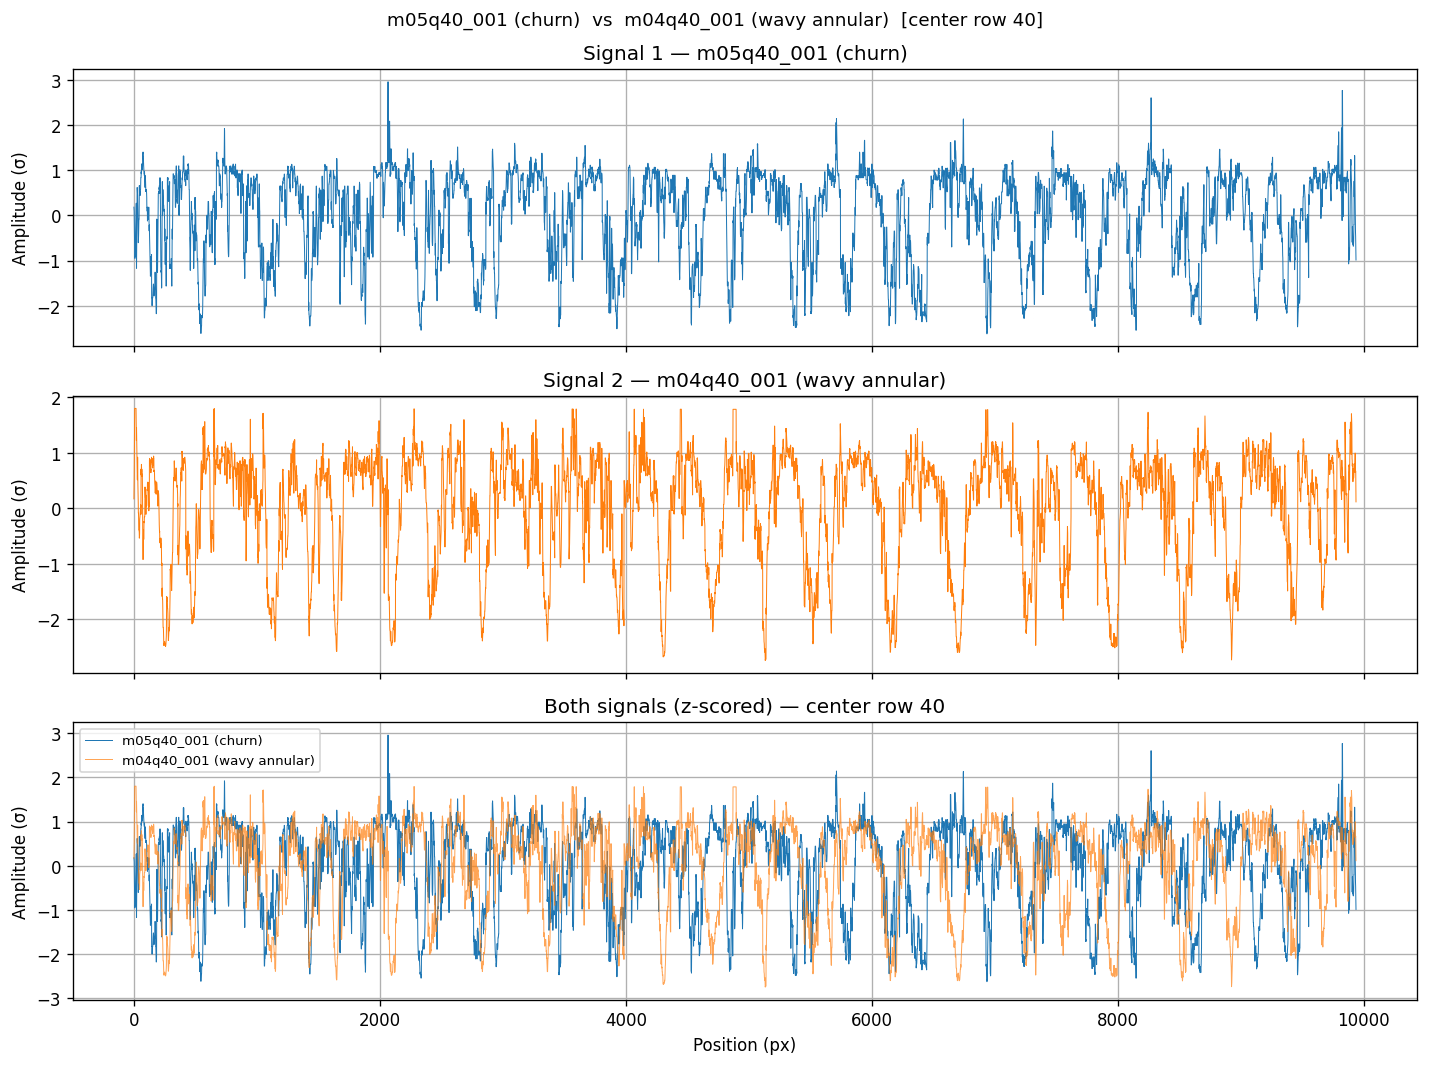 m05q40_001 (churn)  vs  m04q40_001 (wavy annular)  [center row 40]
Signal 1 — m05q40_001 (churn)
3
2
1
0
−1
−2
Amplitude (σ)
Signal 2 — m04q40_001 (wavy annular)
2
1
0
−1
−2
Amplitude (σ)
Both signals (z-scored) — center row 40
m05q40_001 (churn)
m04q40_001 (wavy annular)
3
2
1
0
−1
−2
−3
Amplitude (σ)
0 2000 4000 6000 8000 10000
Position (px)